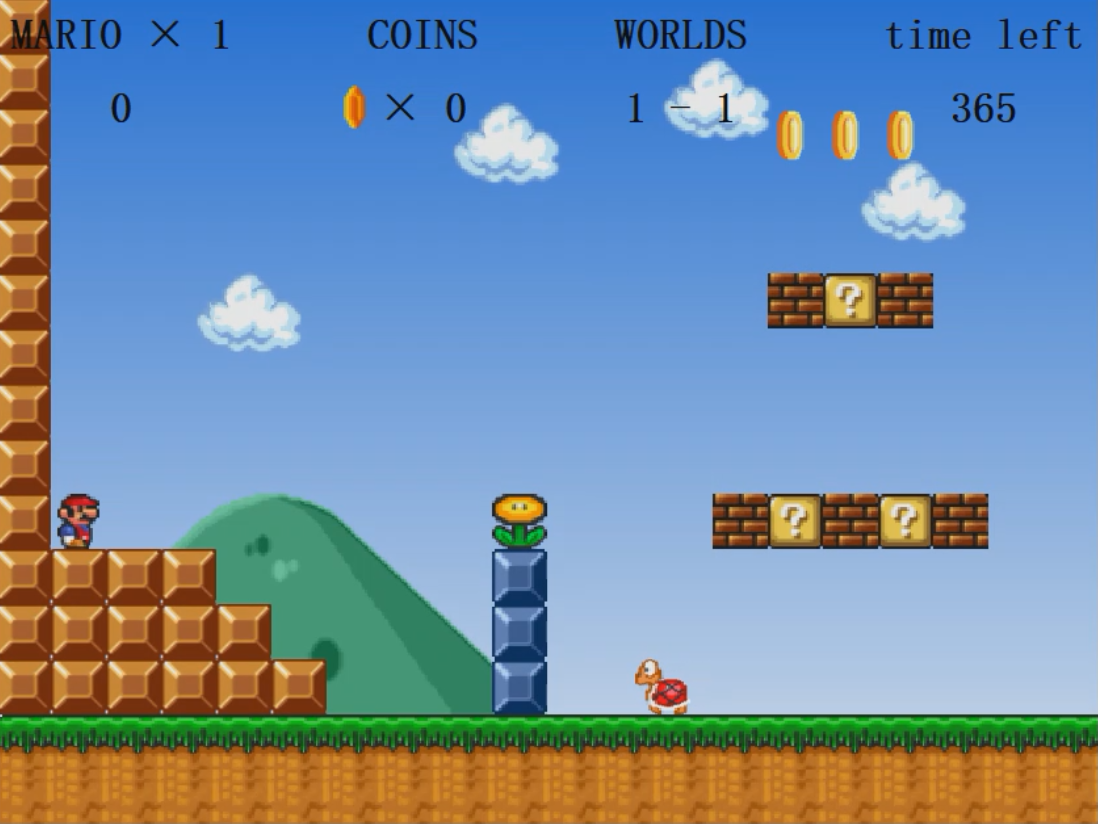 MARIO × 1 COINS WORLDS time left
0 × 0 1 - 1 365
?
? ?